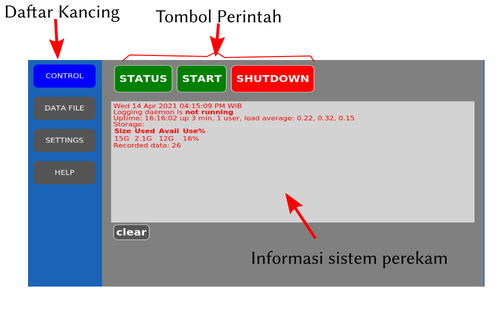 Daftar Kancing
Tombol Perintah
CONTROL
DATA FILE
SETTINGS
HELP
STATUS START SHUTDOWN
Wed 14 Apr 2021 04:15:09 PM WIB
Logging daemon is not running
Uptime: 16:16:02 up 3 min, 1 user, load average: 0.22, 0.32, 0.15
Storage:
Size Used Avail Use%
15G 2.1G 12G 16%
Recorded data: 26
clear
Informasi sistem perekam